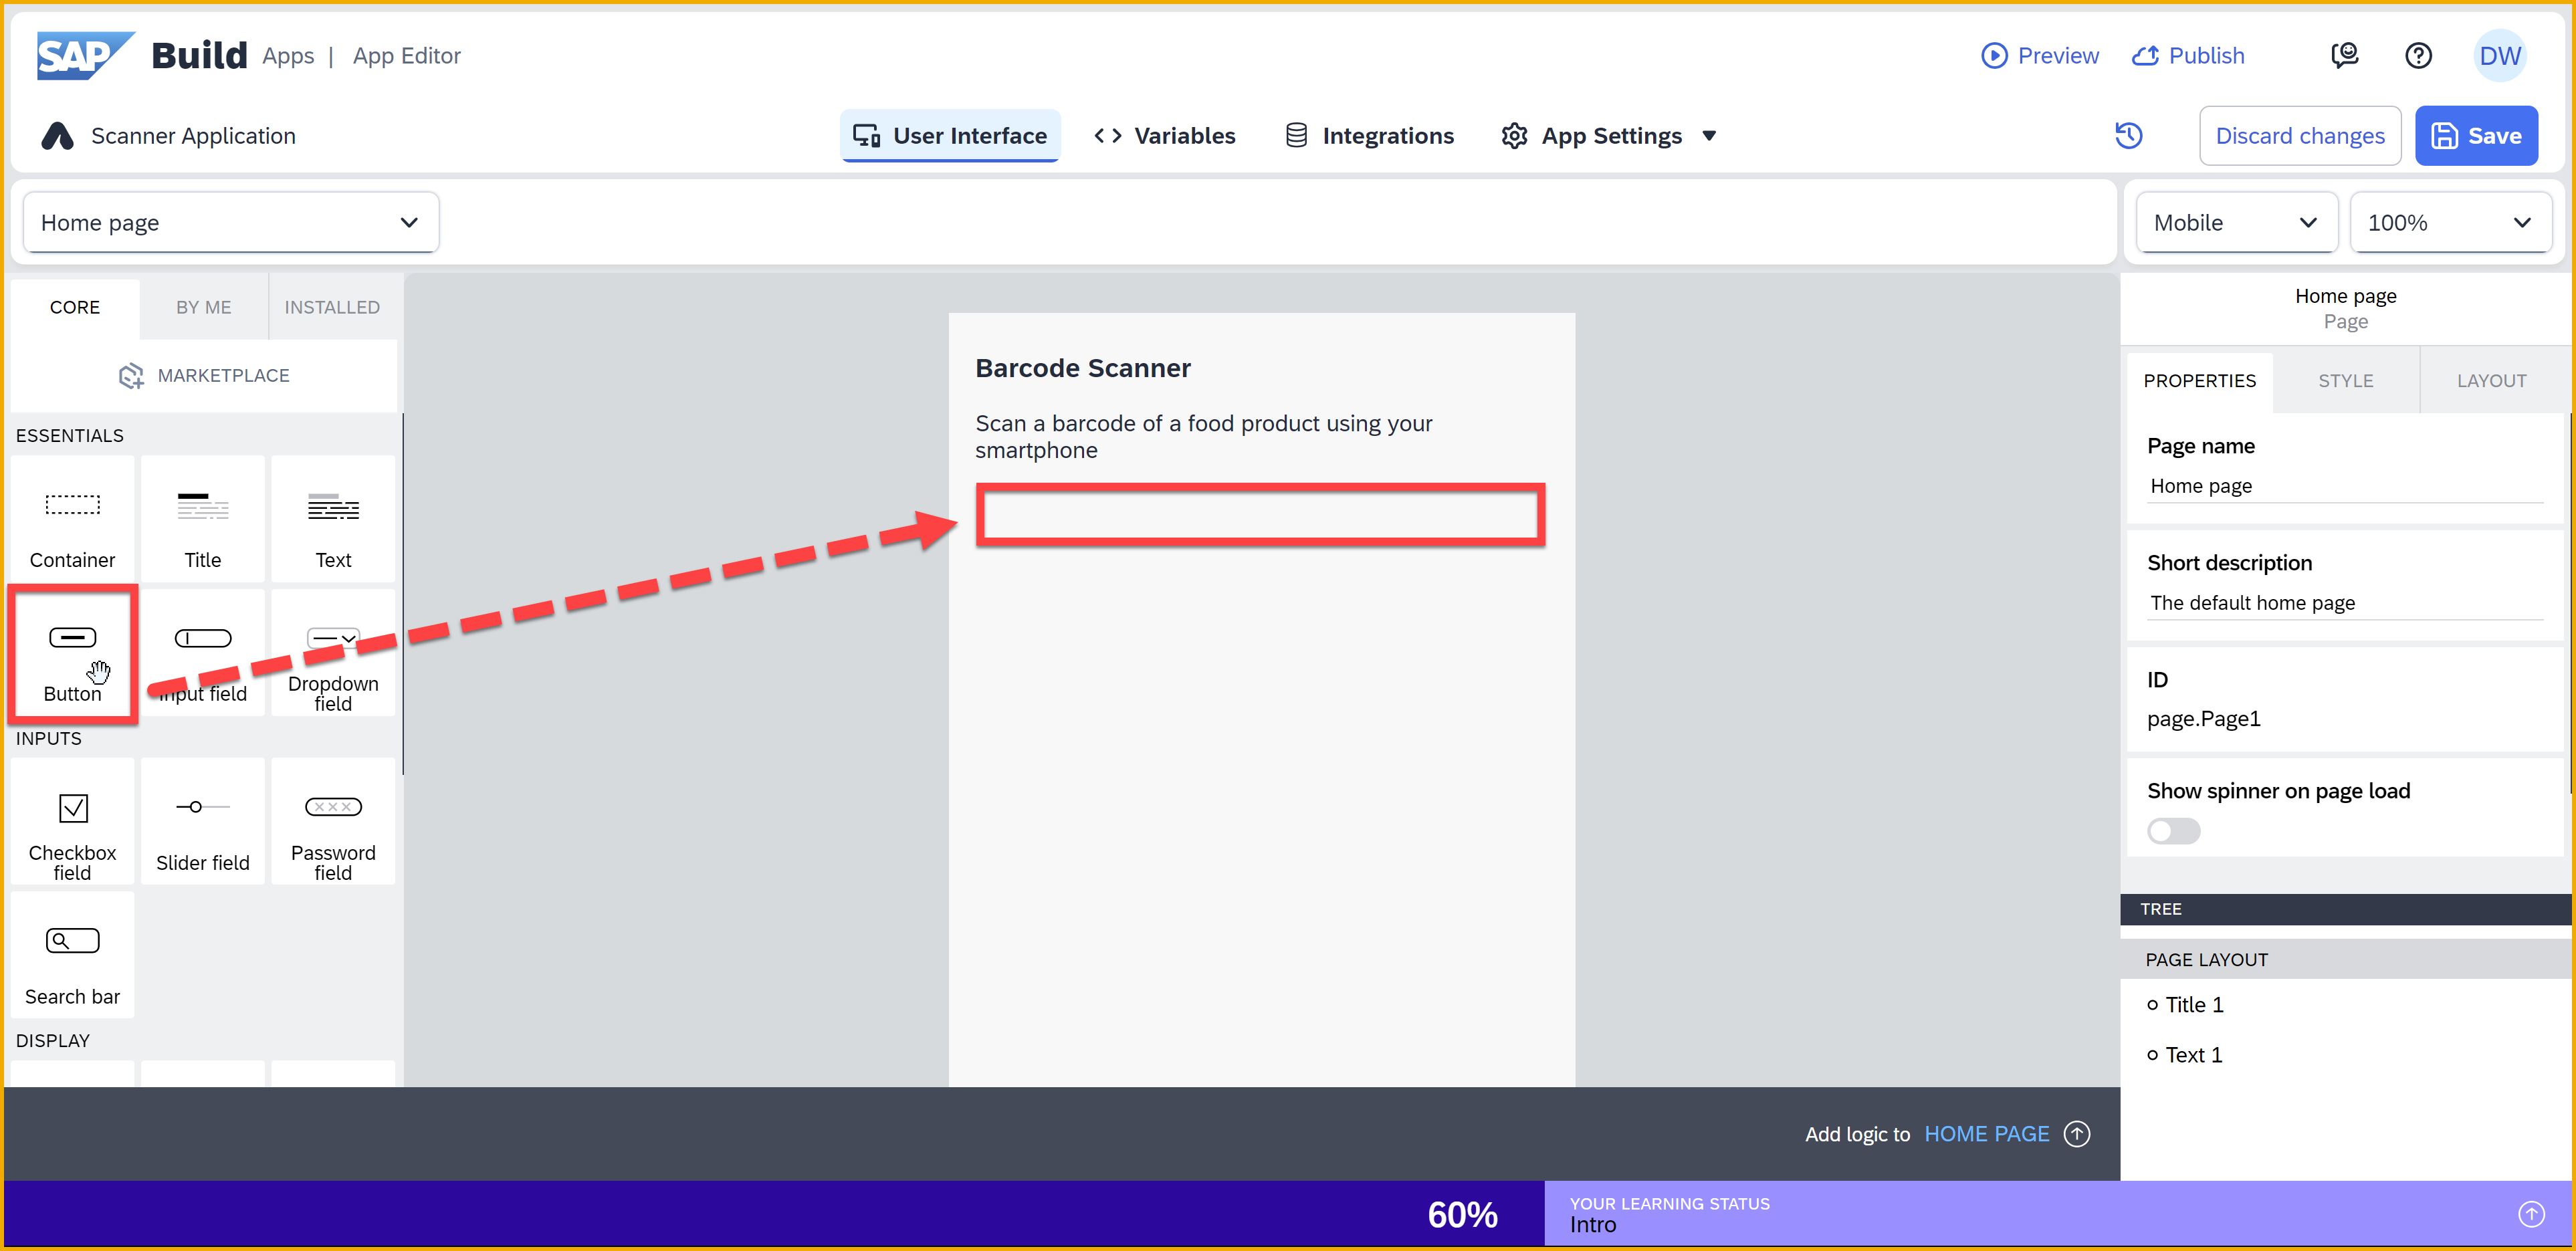 SAP Build Apps | App Editor
Preview Publish DW
Scanner Application
User Interface <> Variables Integrations App Settings
Discard changes Save
Home page
Mobile 100%
CORE BY ME INSTALLED
MARKETPLACE
ESSENTIALS
Container Title Text
Button Input field Dropdown
field
INPUTS
Checkbox
field
Slider field
Password
field
Search bar
DISPLAY
Barcode Scanner
Scan a barcode of a food product using your
smartphone
Home page
Page
PROPERTIES STYLE LAYOUT
Page name
Home page
Short description
The default home page
ID
page.Page1
Show spinner on page load
TREE
PAGE LAYOUT
Title 1
Text 1
Add logic to HOME PAGE
60%
YOUR LEARNING STATUS
Intro